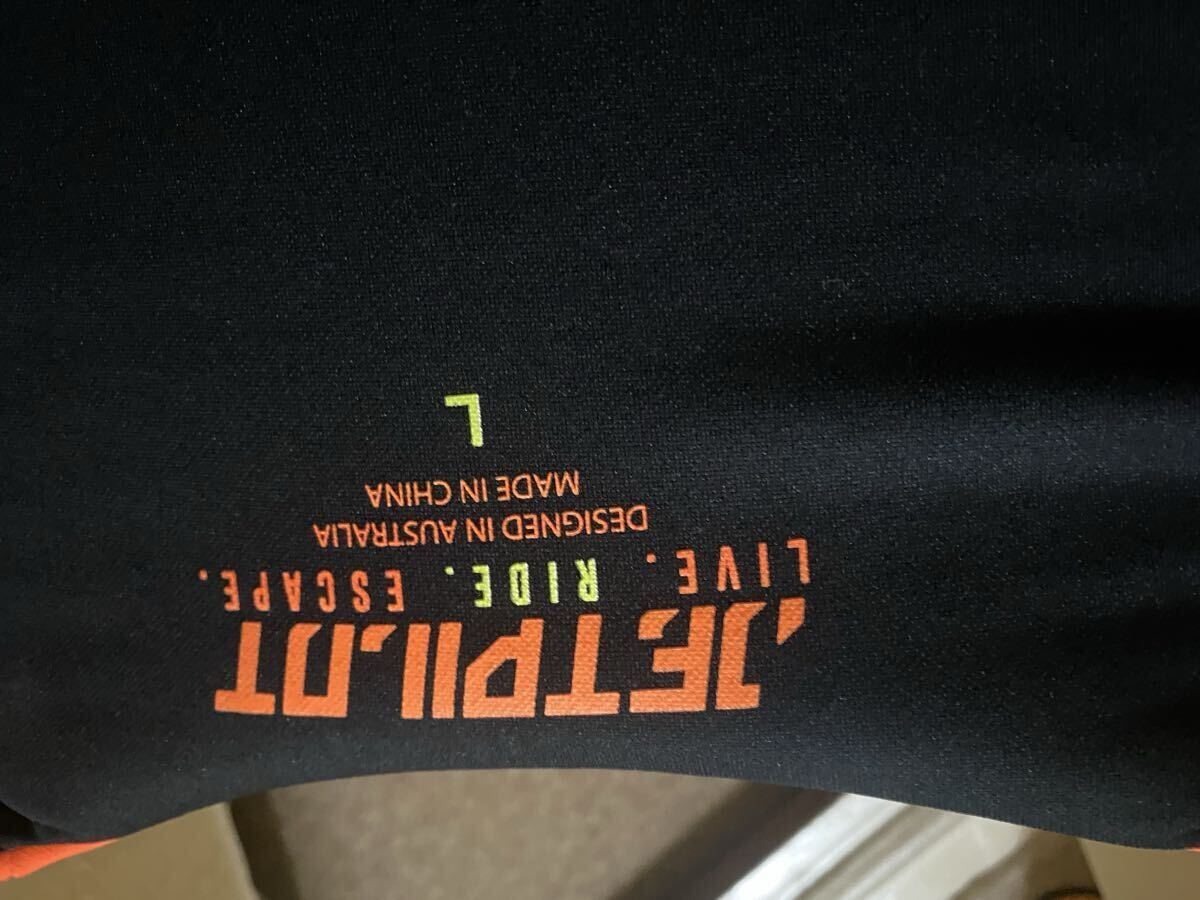 JETPILOT
LIVE. RIDE. ESCAPE.
DESIGNED IN AUSTRALIA
MADE IN CHINA
L